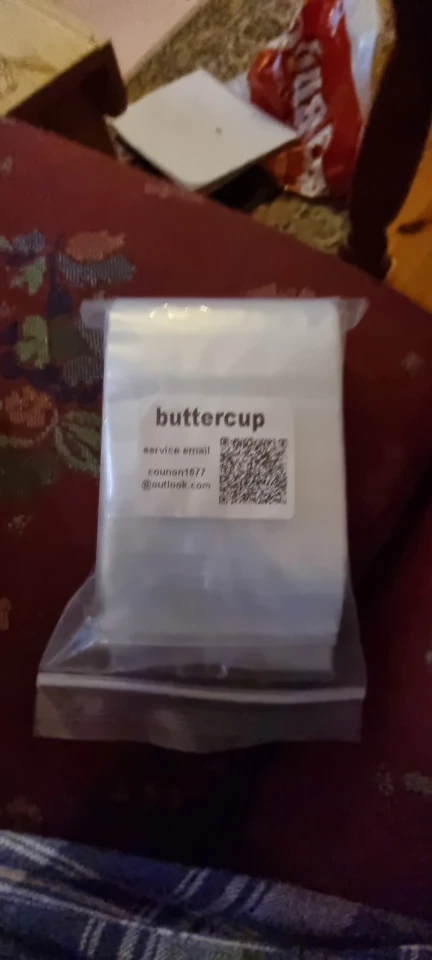 buttercup
service email
counon1677
@outlook.com